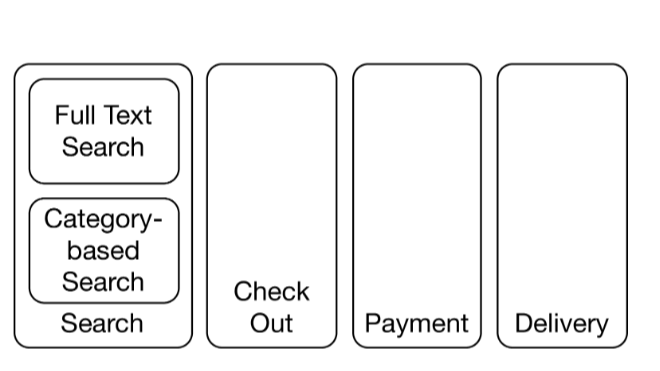 Full Text
Search
Category-
based
Search
Search
Check
Out
Payment
Delivery